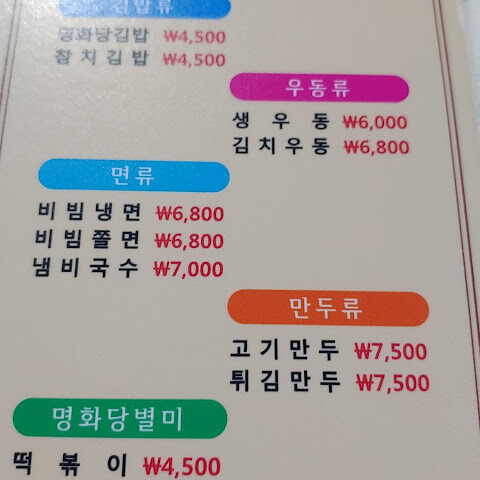 김밥류
명화당김밥 ₩4,500
참치김밥 ₩4,500
우동류
생우동 ₩6,000
김치우동 ₩6,800
면류
비빔냉면 ₩6,800
비빔쫄면 ₩6,800
냄비국수 ₩7,000
만두류
고기만두 ₩7,500
튀김만두 ₩7,500
명화당별미
떡볶이 ₩4,500